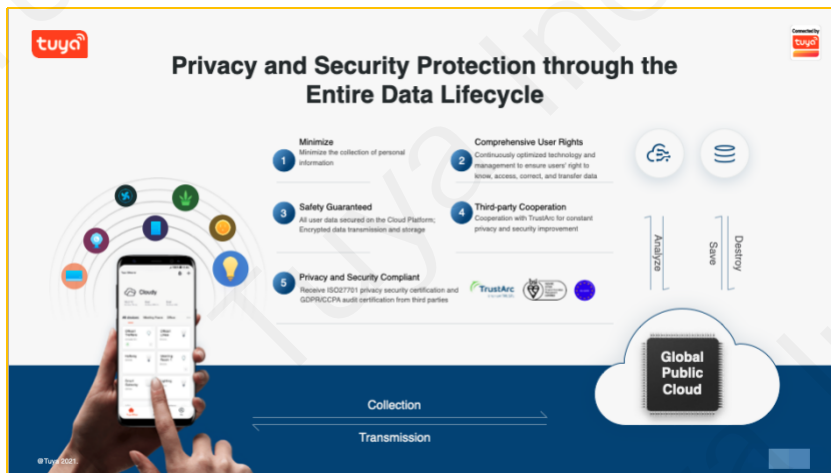 tuya
Connected by
tuya
Privacy and Security Protection through the
Entire Data Lifecycle
1
Minimize
Minimize the collection of personal
information
2
Comprehensive User Rights
Continuously optimized technology and
management to ensure users' right to
know, access, correct, and transfer data
3
Safety Guaranteed
All user data secured on the Cloud Platform;
Encrypted data transmission and storage
4
Third-party Cooperation
Cooperation with TrustArc for constant
privacy and security improvement
5
Privacy and Security Compliant
Receive ISO27701 privacy security certification and
GDPR/CCPA audit certification from third parties
TrustArc
Analyze
Save
Destroy
Cloudy
Global
Public
Cloud
Collection
Transmission
@Tuya 2021.
Tuya Inc